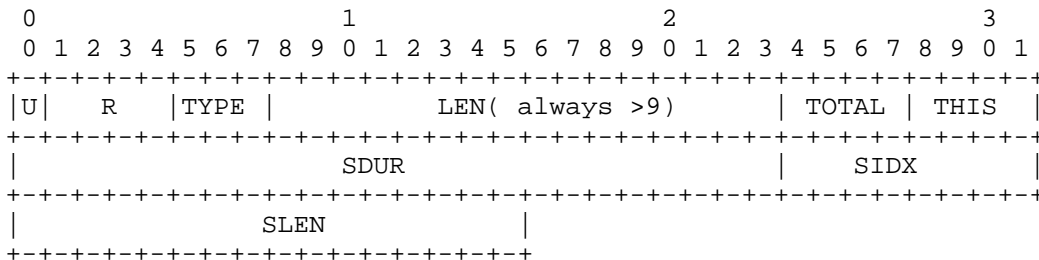 0                   1                   2                   3
 0 1 2 3 4 5 6 7 8 9 0 1 2 3 4 5 6 7 8 9 0 1 2 3 4 5 6 7 8 9 0 1
+-+-+-+-+-+-+-+-+-+-+-+-+-+-+-+-+-+-+-+-+-+-+-+-+-+-+-+-+-+-+-+-+
|U|   R   |TYPE |          LEN( always >9)      | TOTAL | THIS  |
+-+-+-+-+-+-+-+-+-+-+-+-+-+-+-+-+-+-+-+-+-+-+-+-+-+-+-+-+-+-+-+-+
|                    SDUR                       |    SIDX       |
+-+-+-+-+-+-+-+-+-+-+-+-+-+-+-+-+-+-+-+-+-+-+-+-+-+-+-+-+-+-+-+-+
|               SLEN            |
+-+-+-+-+-+-+-+-+-+-+-+-+-+-+-+-+